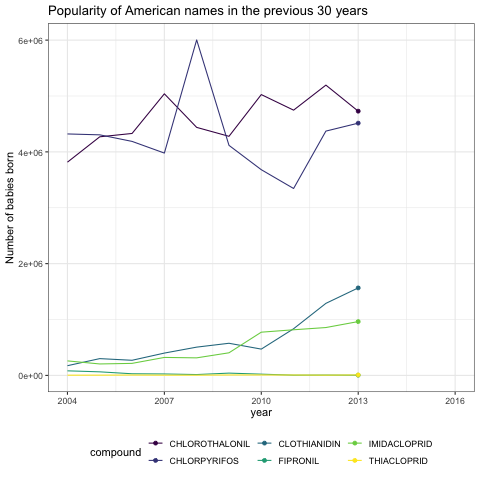 Popularity of American names in the previous 30 years
6e+06
4e+06
2e+06
0e+00
Number of babies born
2004 2007 2010 2013 2016
year
compound
CHLOROTHALONIL CLOTHIANIDIN IMIDACLOPRID
CHLORPYRIFOS FIPRONIL THIACLOPRID